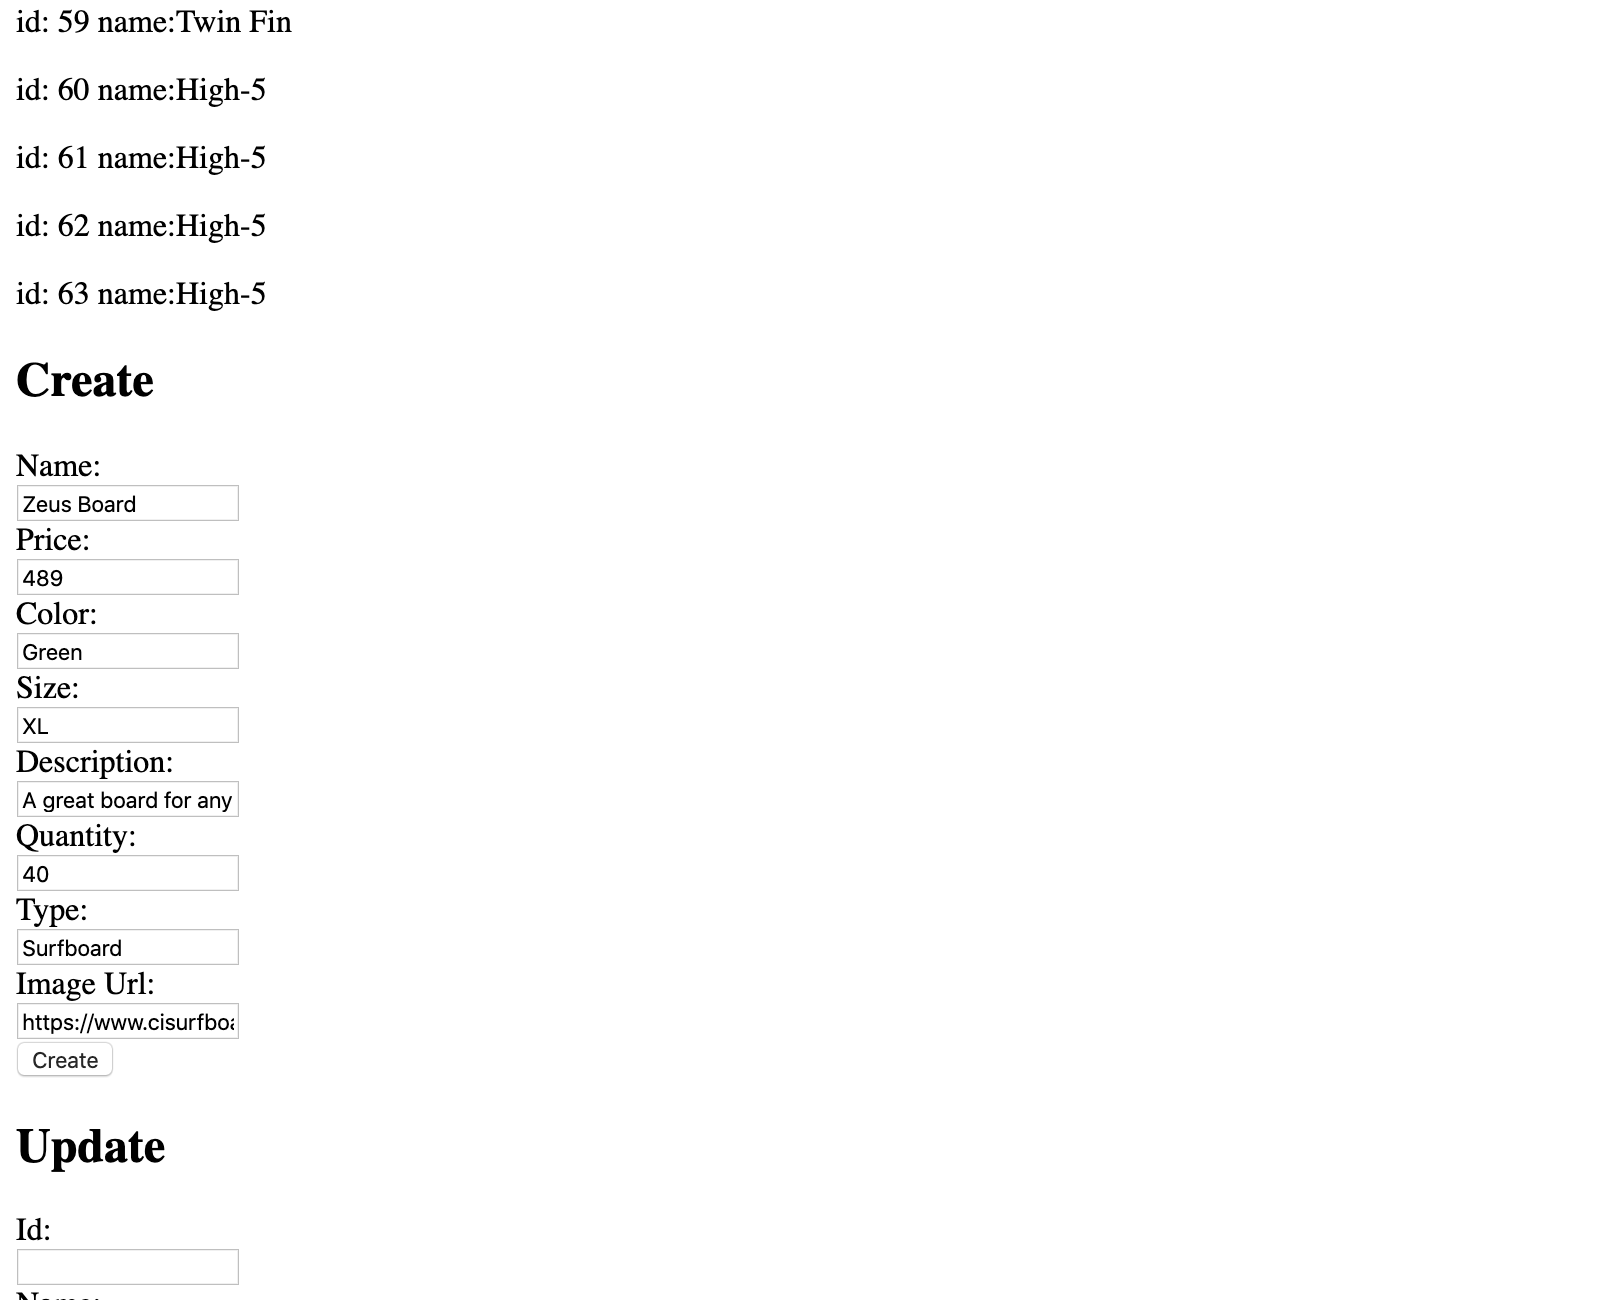 id: 59 name:Twin Fin
id: 60 name:High-5
id: 61 name:High-5
id: 62 name:High-5
id: 63 name:High-5
Create
Name:
Zeus Board
Price:
489
Color:
Green
Size:
XL
Description:
A great board for any
Quantity:
40
Type:
Surfboard
Image Url:
https://www.cisurfboa
Create
Update
Id:
Name: